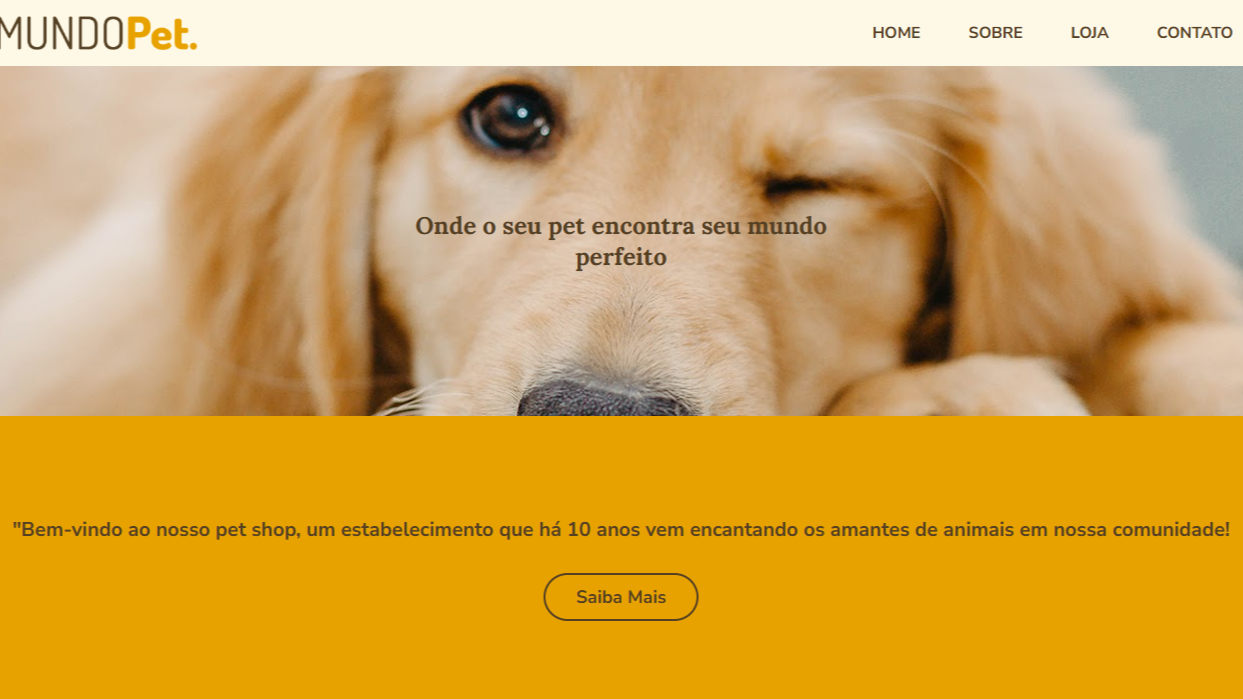 MUNDOPet.
HOME SOBRE LOJA CONTATO
Onde o seu pet encontra seu mundo
perfeito
"Bem-vindo ao nosso pet shop, um estabelecimento que há 10 anos vem encantando os amantes de animais em nossa comunidade!
Saiba Mais